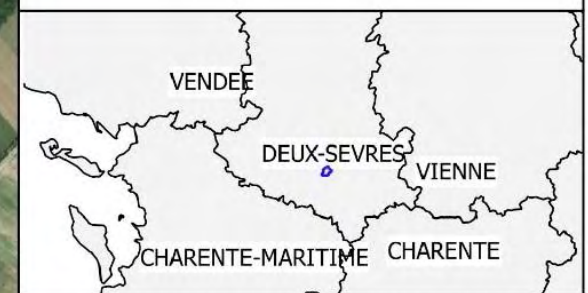 VENDEE
DEUX-SEVRES
VIENNE
CHARENTE-MARITIME
CHARENTE